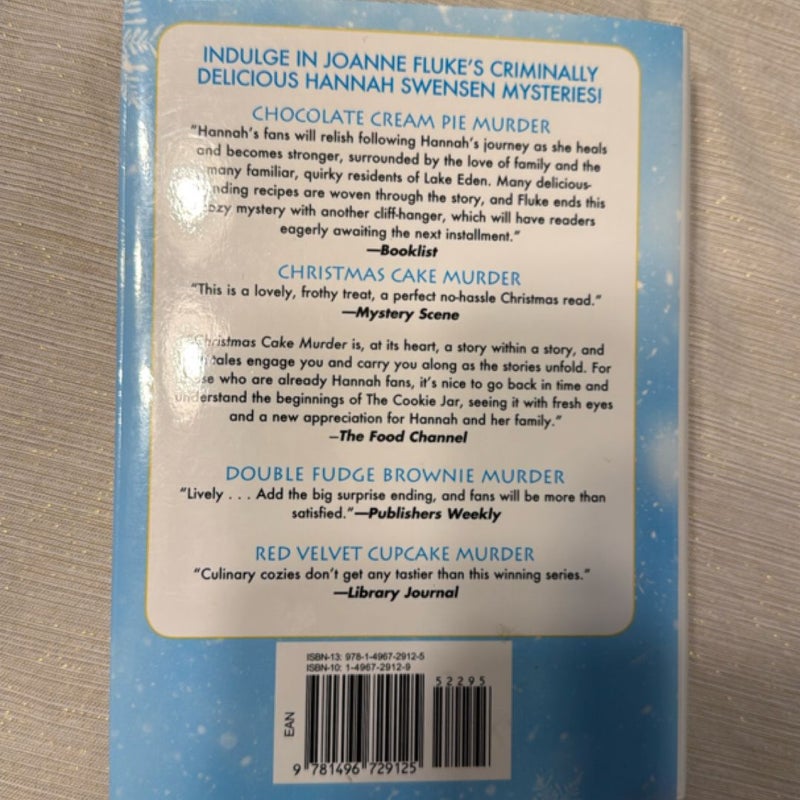 INDULGE IN JOANNE FLUKE'S CRIMINALLY
DELICIOUS HANNAH SWENSEN MYSTERIES!
CHOCOLATE CREAM PIE MURDER
"Hannah's fans will relish following Hannah's journey as she heals
and becomes stronger, surrounded by the love of family and the
many familiar, quirky residents of Lake Eden. Many delicious-
recipes are woven through the story, and Fluke ends this
mystery with another cliff-hanger, which will have readers
eagerly awaiting the next installment."
—Booklist
CHRISTMAS CAKE MURDER
"This is a lovely, frothy treat, a perfect no-hassle Christmas read."
—Mystery Scene
"Christmas Cake Murder is, at its heart, a story within a story, and
tales engage you and carry you along as the stories unfold. For
who are already Hannah fans, it's nice to go back in time and
understand the beginnings of The Cookie Jar, seeing it with fresh eyes
and a new appreciation for Hannah and her family."
—The Food Channel
DOUBLE FUDGE BROWNIE MURDER
"Lively . . . Add the big surprise ending, and fans will be more than
satisfied."—Publishers Weekly
RED VELVET CUPCAKE MURDER
"Culinary cozies don't get any tastier than this winning series."
—Library Journal
ISBN-13: 978-1-4967-2912-5
ISBN-10: 1-4967-2912-9
52295
EAN
9 781496 729125